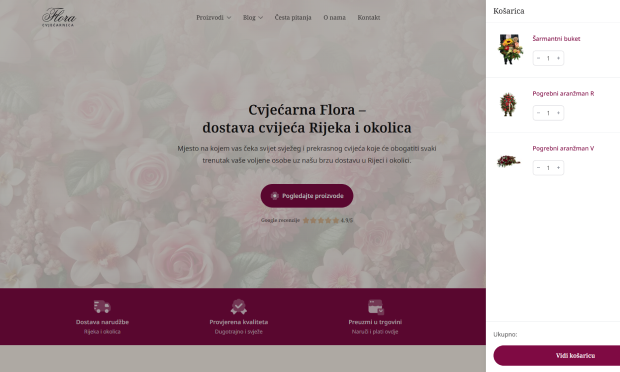 Flora
CVJEĆARNICA
Proizvodi
Blog
Česta pitanja
O nama
Kontakt
Cvjećarna Flora –
dostava cvijeća Rijeka i okolica
Mjesto na kojem vas čeka svijet svježeg i prekrasnog cvijeća koje će obogatiti svaki
trenutak vaše voljene osobe uz našu brzu dostavu u Rijeci i okolici.
Pogledajte proizvode
Google recenzije
4.9/5
Dostava narudžbe
Rijeka i okolica
Provjerena kvaliteta
Dugotrajno i svježe
Preuzmi u trgovini
Naruči i plati ovdje
Košarica
Šarmantni buket
− 1 +
Pogrebni aranžman R
− 1 +
Pogrebni aranžman V
− 1 +
Ukupno:
Vidi košaricu